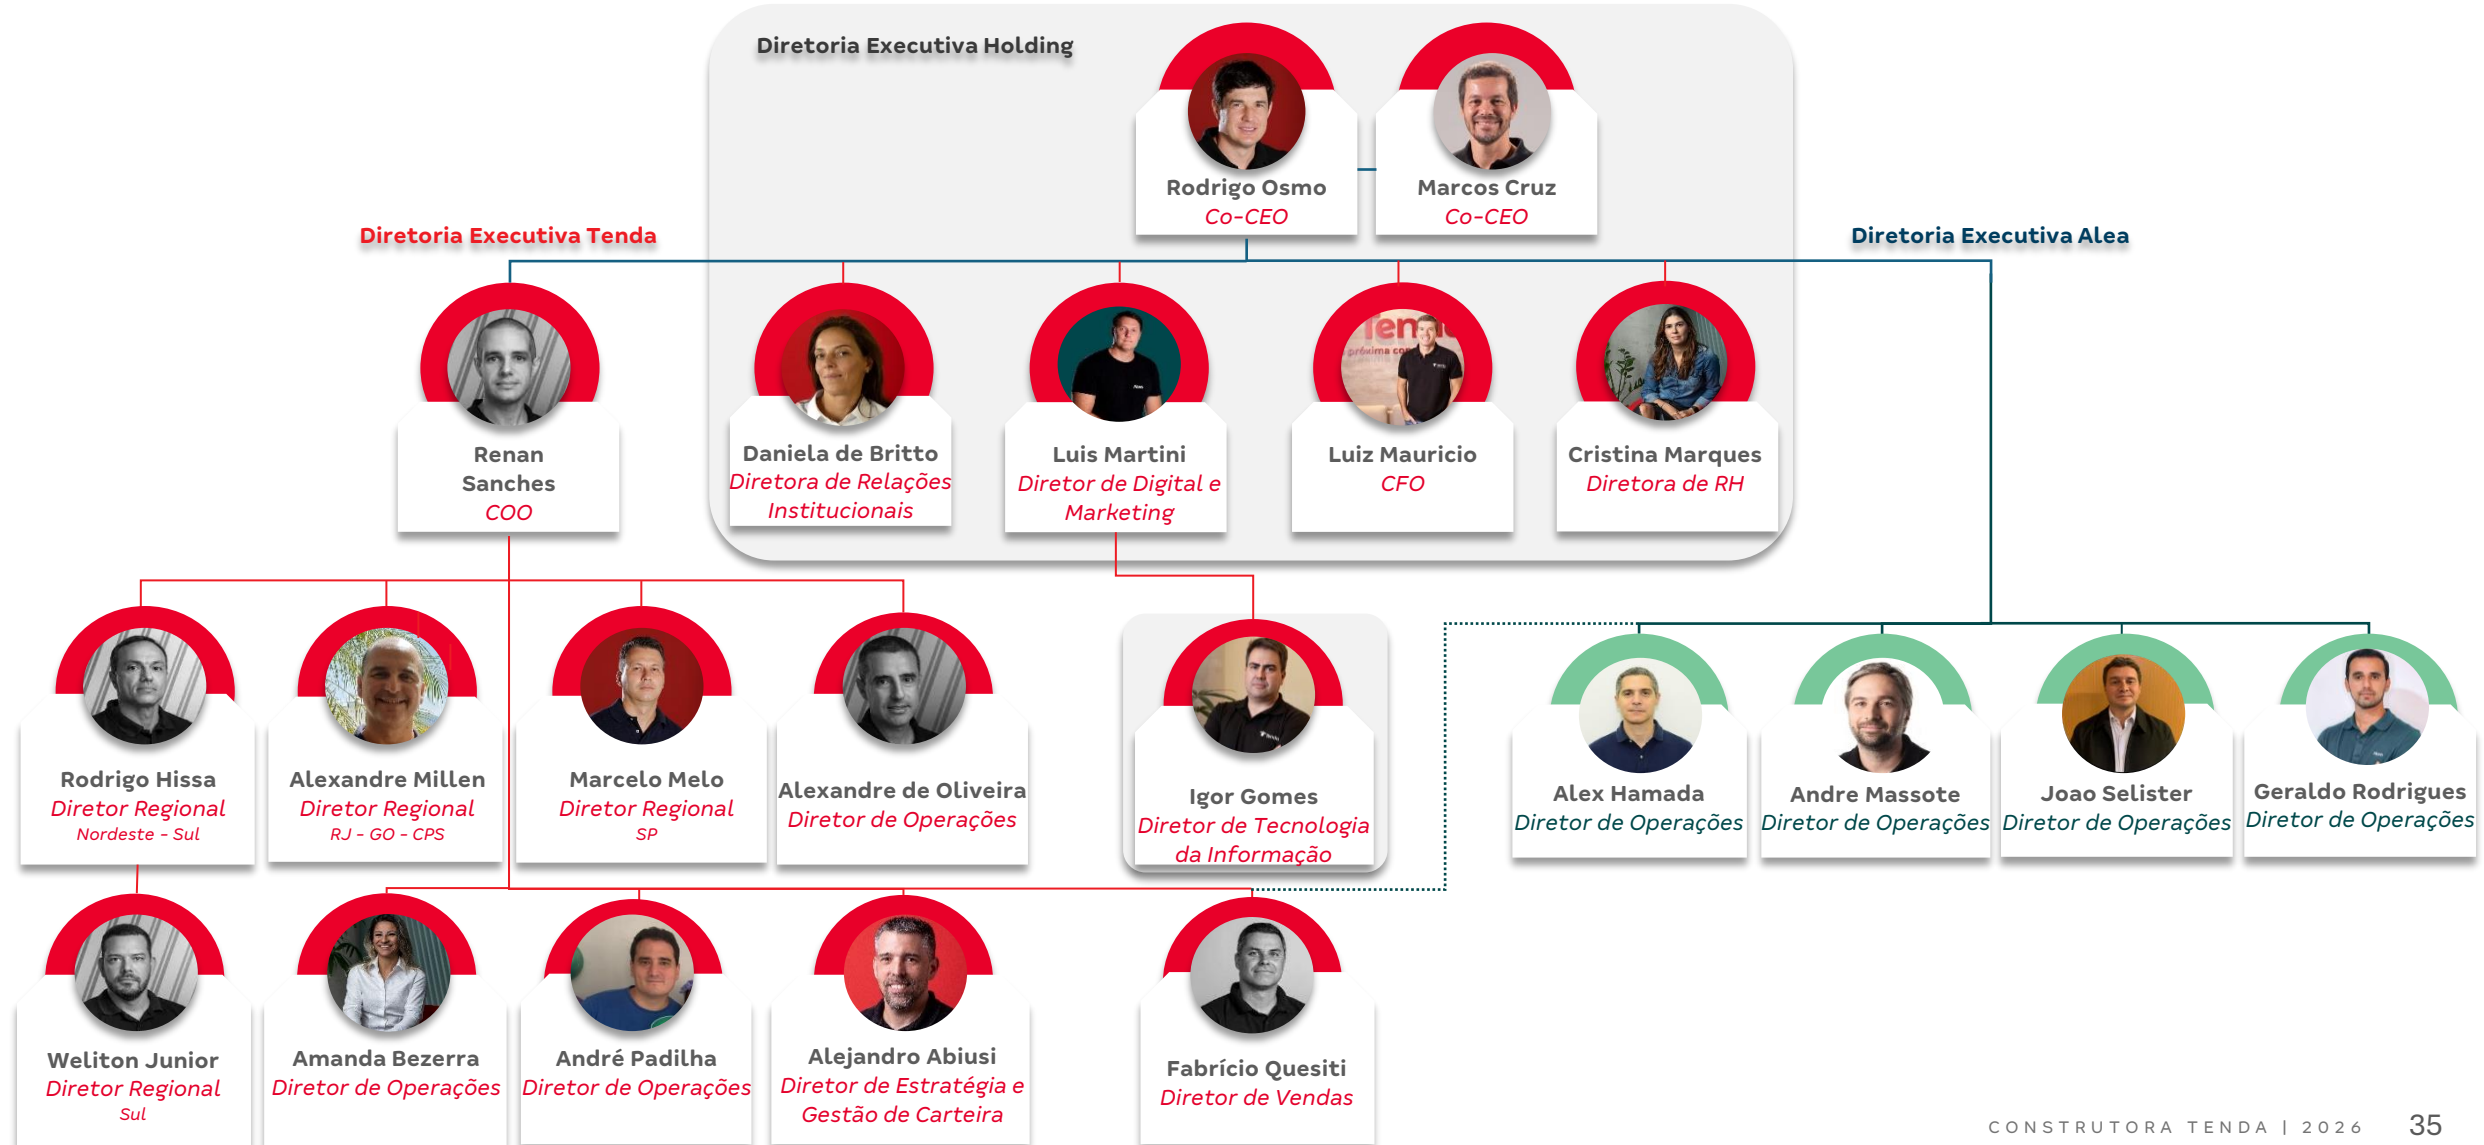 Diretoria Executiva Holding
Rodrigo Osmo
Co-CEO
Marcos Cruz
Co-CEO
Diretoria Executiva Tenda
Diretoria Executiva Alea
Renan
Sanches
COO
Daniela de Britto
Diretora de Relações
Institucionais
Luis Martini
Diretor de Digital e
Marketing
Luiz Mauricio
CFO
Cristina Marques
Diretora de RH
Rodrigo Hissa
Diretor Regional
Nordeste - Sul
Alexandre Millen
Diretor Regional
RJ - GO - CPS
Marcelo Melo
Diretor Regional
SP
Alexandre de Oliveira
Diretor de Operações
Igor Gomes
Diretor de Tecnologia
da Informação
Alex Hamada
Diretor de Operações
Andre Massote
Diretor de Operações
Joao Selister
Diretor de Operações
Geraldo Rodrigues
Diretor de Operações
Weliton Junior
Diretor Regional
Sul
Amanda Bezerra
Diretor de Operações
André Padilha
Diretor de Operações
Alejandro Abiusi
Diretor de Estratégia e
Gestão de Carteira
Fabrício Quesiti
Diretor de Vendas
CONSTRUTORA TENDA | 2026 35